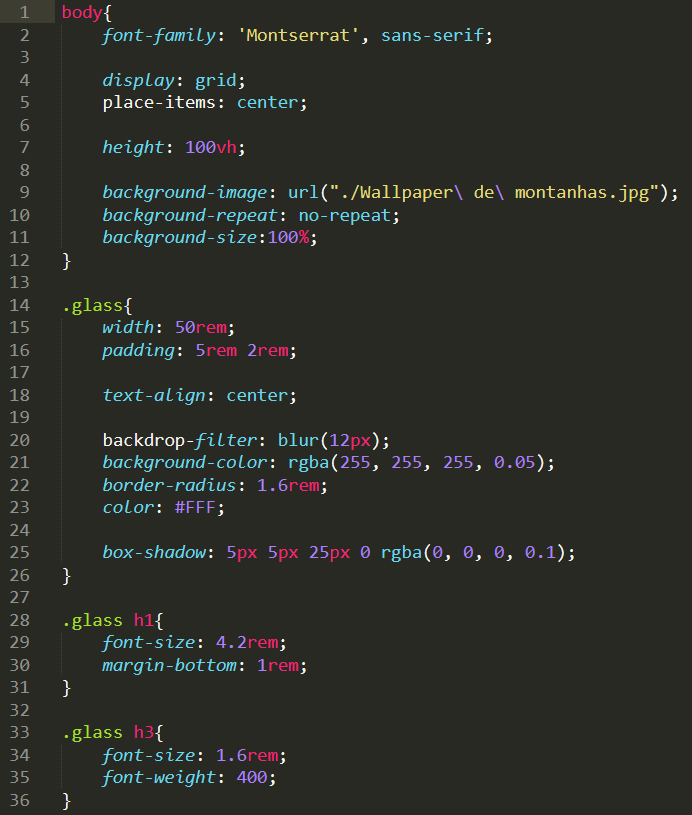 1 body{
2 font-family: 'Montserrat', sans-serif;
3
4 display: grid;
5 place-items: center;
6
7 height: 100vh;
8
9 background-image: url("./Wallpaper\ de\ montanhas.jpg");
10 background-repeat: no-repeat;
11 background-size:100%;
12 }
13
14 .glass{
15 width: 50rem;
16 padding: 5rem 2rem;
17
18 text-align: center;
19
20 backdrop-filter: blur(12px);
21 background-color: rgba(255, 255, 255, 0.05);
22 border-radius: 1.6rem;
23 color: #FFF;
24
25 box-shadow: 5px 5px 25px 0 rgba(0, 0, 0, 0.1);
26 }
27
28 .glass h1{
29 font-size: 4.2rem;
30 margin-bottom: 1rem;
31 }
32
33 .glass h3{
34 font-size: 1.6rem;
35 font-weight: 400;
36 }